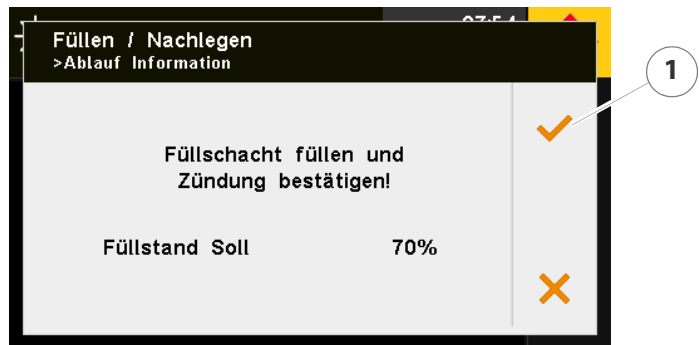 Füllen / Nachlegen
>Ablauf Information
1
Füllschacht füllen und
Zündung bestätigen!
Füllstand Soll 70%